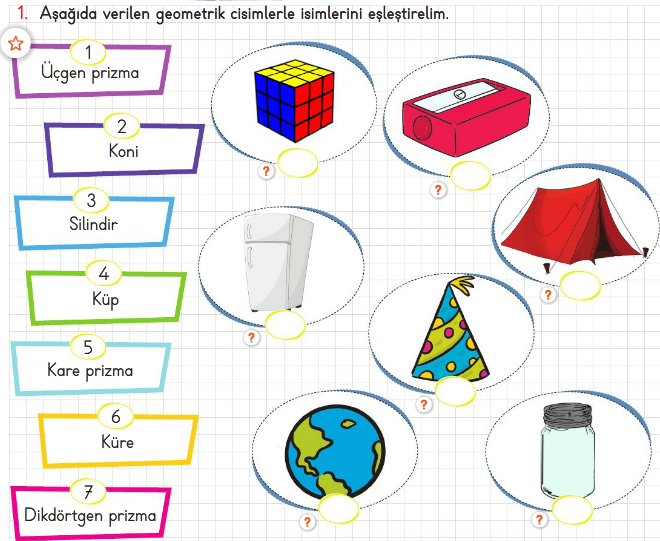 1. Aşağıda verilen geometrik cisimlerle isimlerini eşleştirelim.
1
Üçgen prizma
2
Koni
3
Silindir
4
Küp
5
Kare prizma
6
Küre
7
Dikdörtgen prizma
?
?
?
?
?
?
?